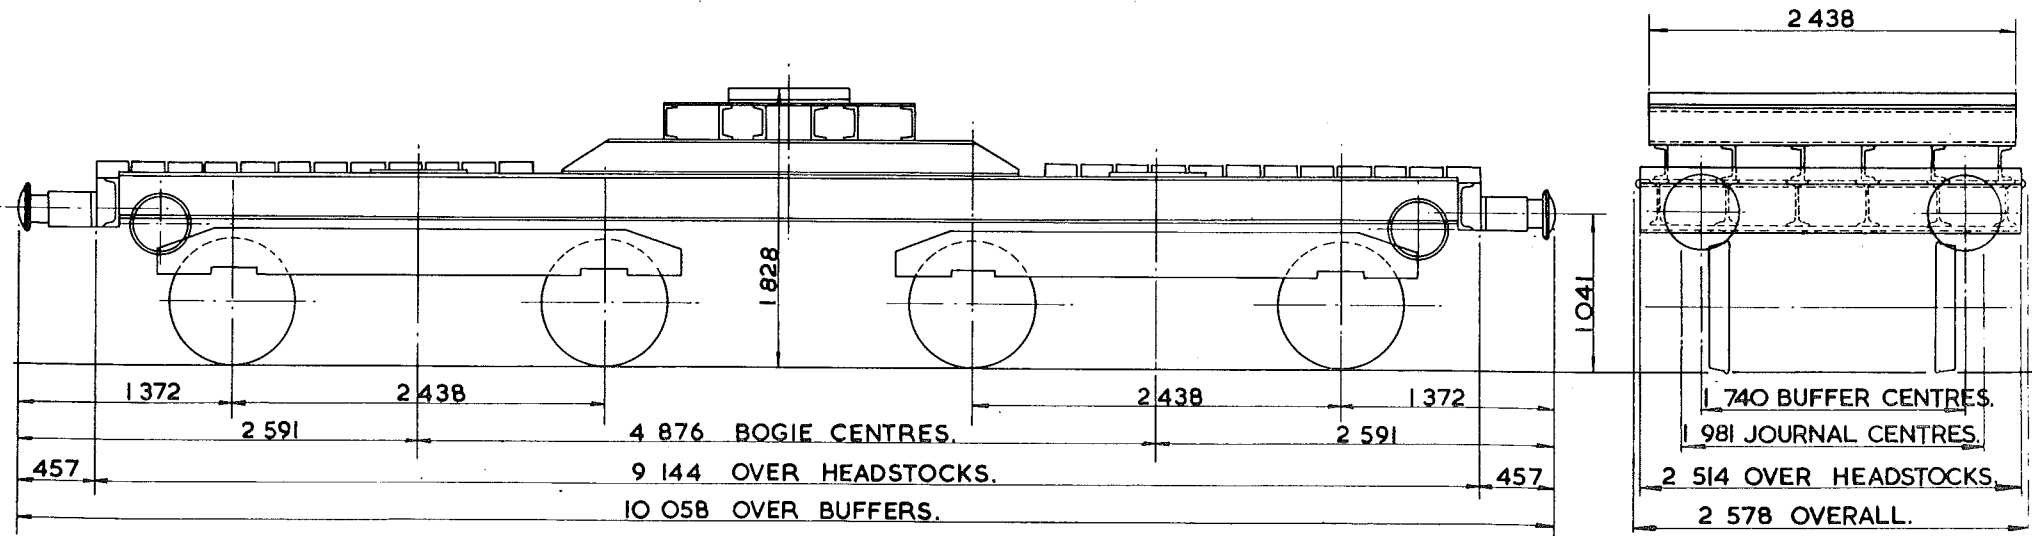 2 438
1 828
1 041
1 372
2 438
2 438
1 372
1 740 BUFFER CENTRES.
2 591
4 876 BOGIE CENTRES.
2 591
1 981 JOURNAL CENTRES.
457
9 144 OVER HEADSTOCKS.
457
2 514 OVER HEADSTOCKS.
10 058 OVER BUFFERS.
2 578 OVERALL.